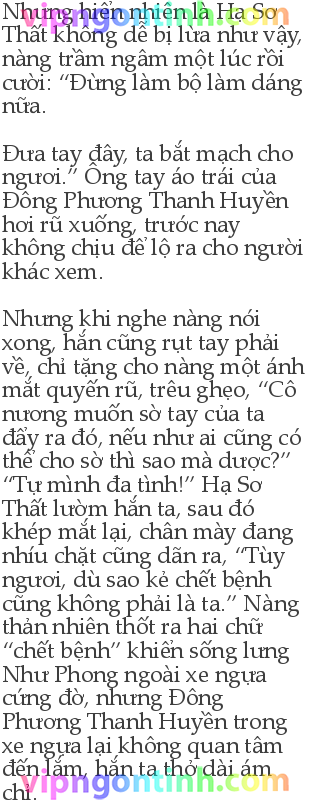 vipngontinh.com
Nhưng hiển nhiên là Hạ Sơ
Thất không dễ bị lừa như vậy,
nàng trầm ngâm một lúc rồi
cười: “Đừng làm bộ làm dáng
nữa.
Đưa tay đây, ta bắt mạch cho
ngươi.” Ống tay áo trái của
Đông Phương Thanh Huyền
hơi rũ xuống, trước nay
không chịu để lộ ra cho người
khác xem.
Nhưng khi nghe nàng nói
xong, hắn cũng rụt tay phải
về, chỉ tặng cho nàng một ánh
mắt quyến rũ, trêu ghẹo, “Cô
nương muốn sờ tay của ta
đấy ra đó, nếu như ai cũng có
thể cho sờ thì sao mà dược?”
“Tự mình đa tình!” Hạ Sơ
Thất lườm hắn ta, sau đó
khép mắt lại, chân mày đang
nhíu chặt cũng dãn ra, “Tùy
ngươi, dù sao kẻ chết bệnh
cũng không phải là ta.” Nàng
thản nhiên thốt ra hai chữ
“chết bệnh” khiến sống lưng
Như Phong ngoài xe ngựa
cứng đờ, nhưng Đông
Phương Thanh Huyền trong
xe ngựa lại không quan tâm
đến lắm, hắn ta thở dài ám
chỉ.
vipngontinh.com